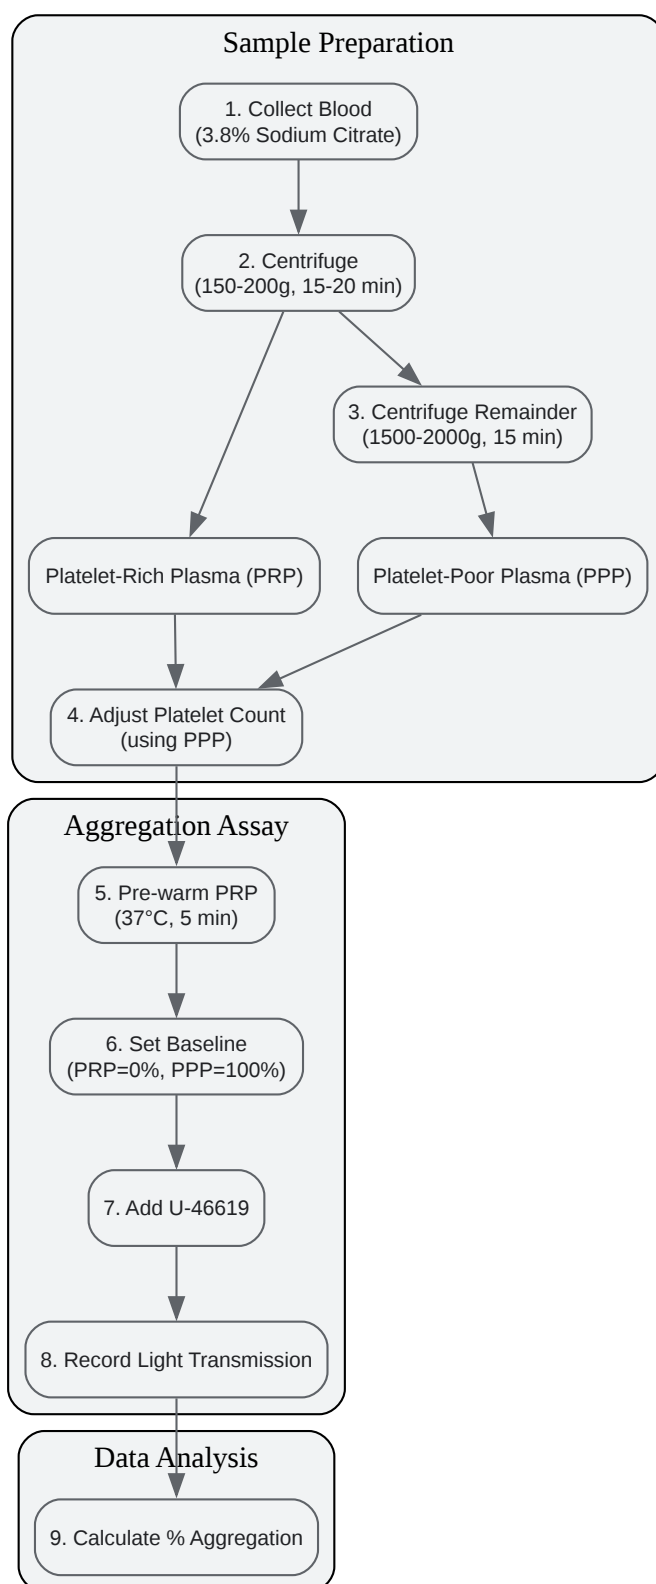 Sample Preparation
1. Collect Blood
(3.8% Sodium Citrate)
2. Centrifuge
(150-200g, 15-20 min)
3. Centrifuge Remainder
(1500-2000g, 15 min)
Platelet-Rich Plasma (PRP)
Platelet-Poor Plasma (PPP)
4. Adjust Platelet Count
(using PPP)
Aggregation Assay
5. Pre-warm PRP
(37°C, 5 min)
6. Set Baseline
(PRP=0%, PPP=100%)
7. Add U-46619
8. Record Light Transmission
Data Analysis
9. Calculate % Aggregation